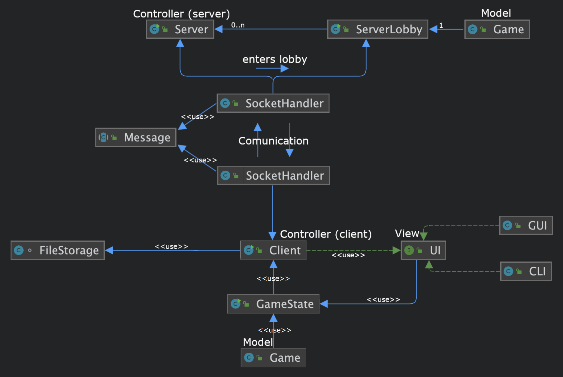 Controller (server)
Model
Server
0..n
ServerLobby
1
Game
enters lobby
SocketHandler
<<use>>
Message
Comunication
<<use>>
SocketHandler
Controller (client)
View
GUI
FileStorage
<<use>>
Client
<<use>>
UI
CLI
<<use>>
<<use>>
GameState
<<use>>
Model
Game